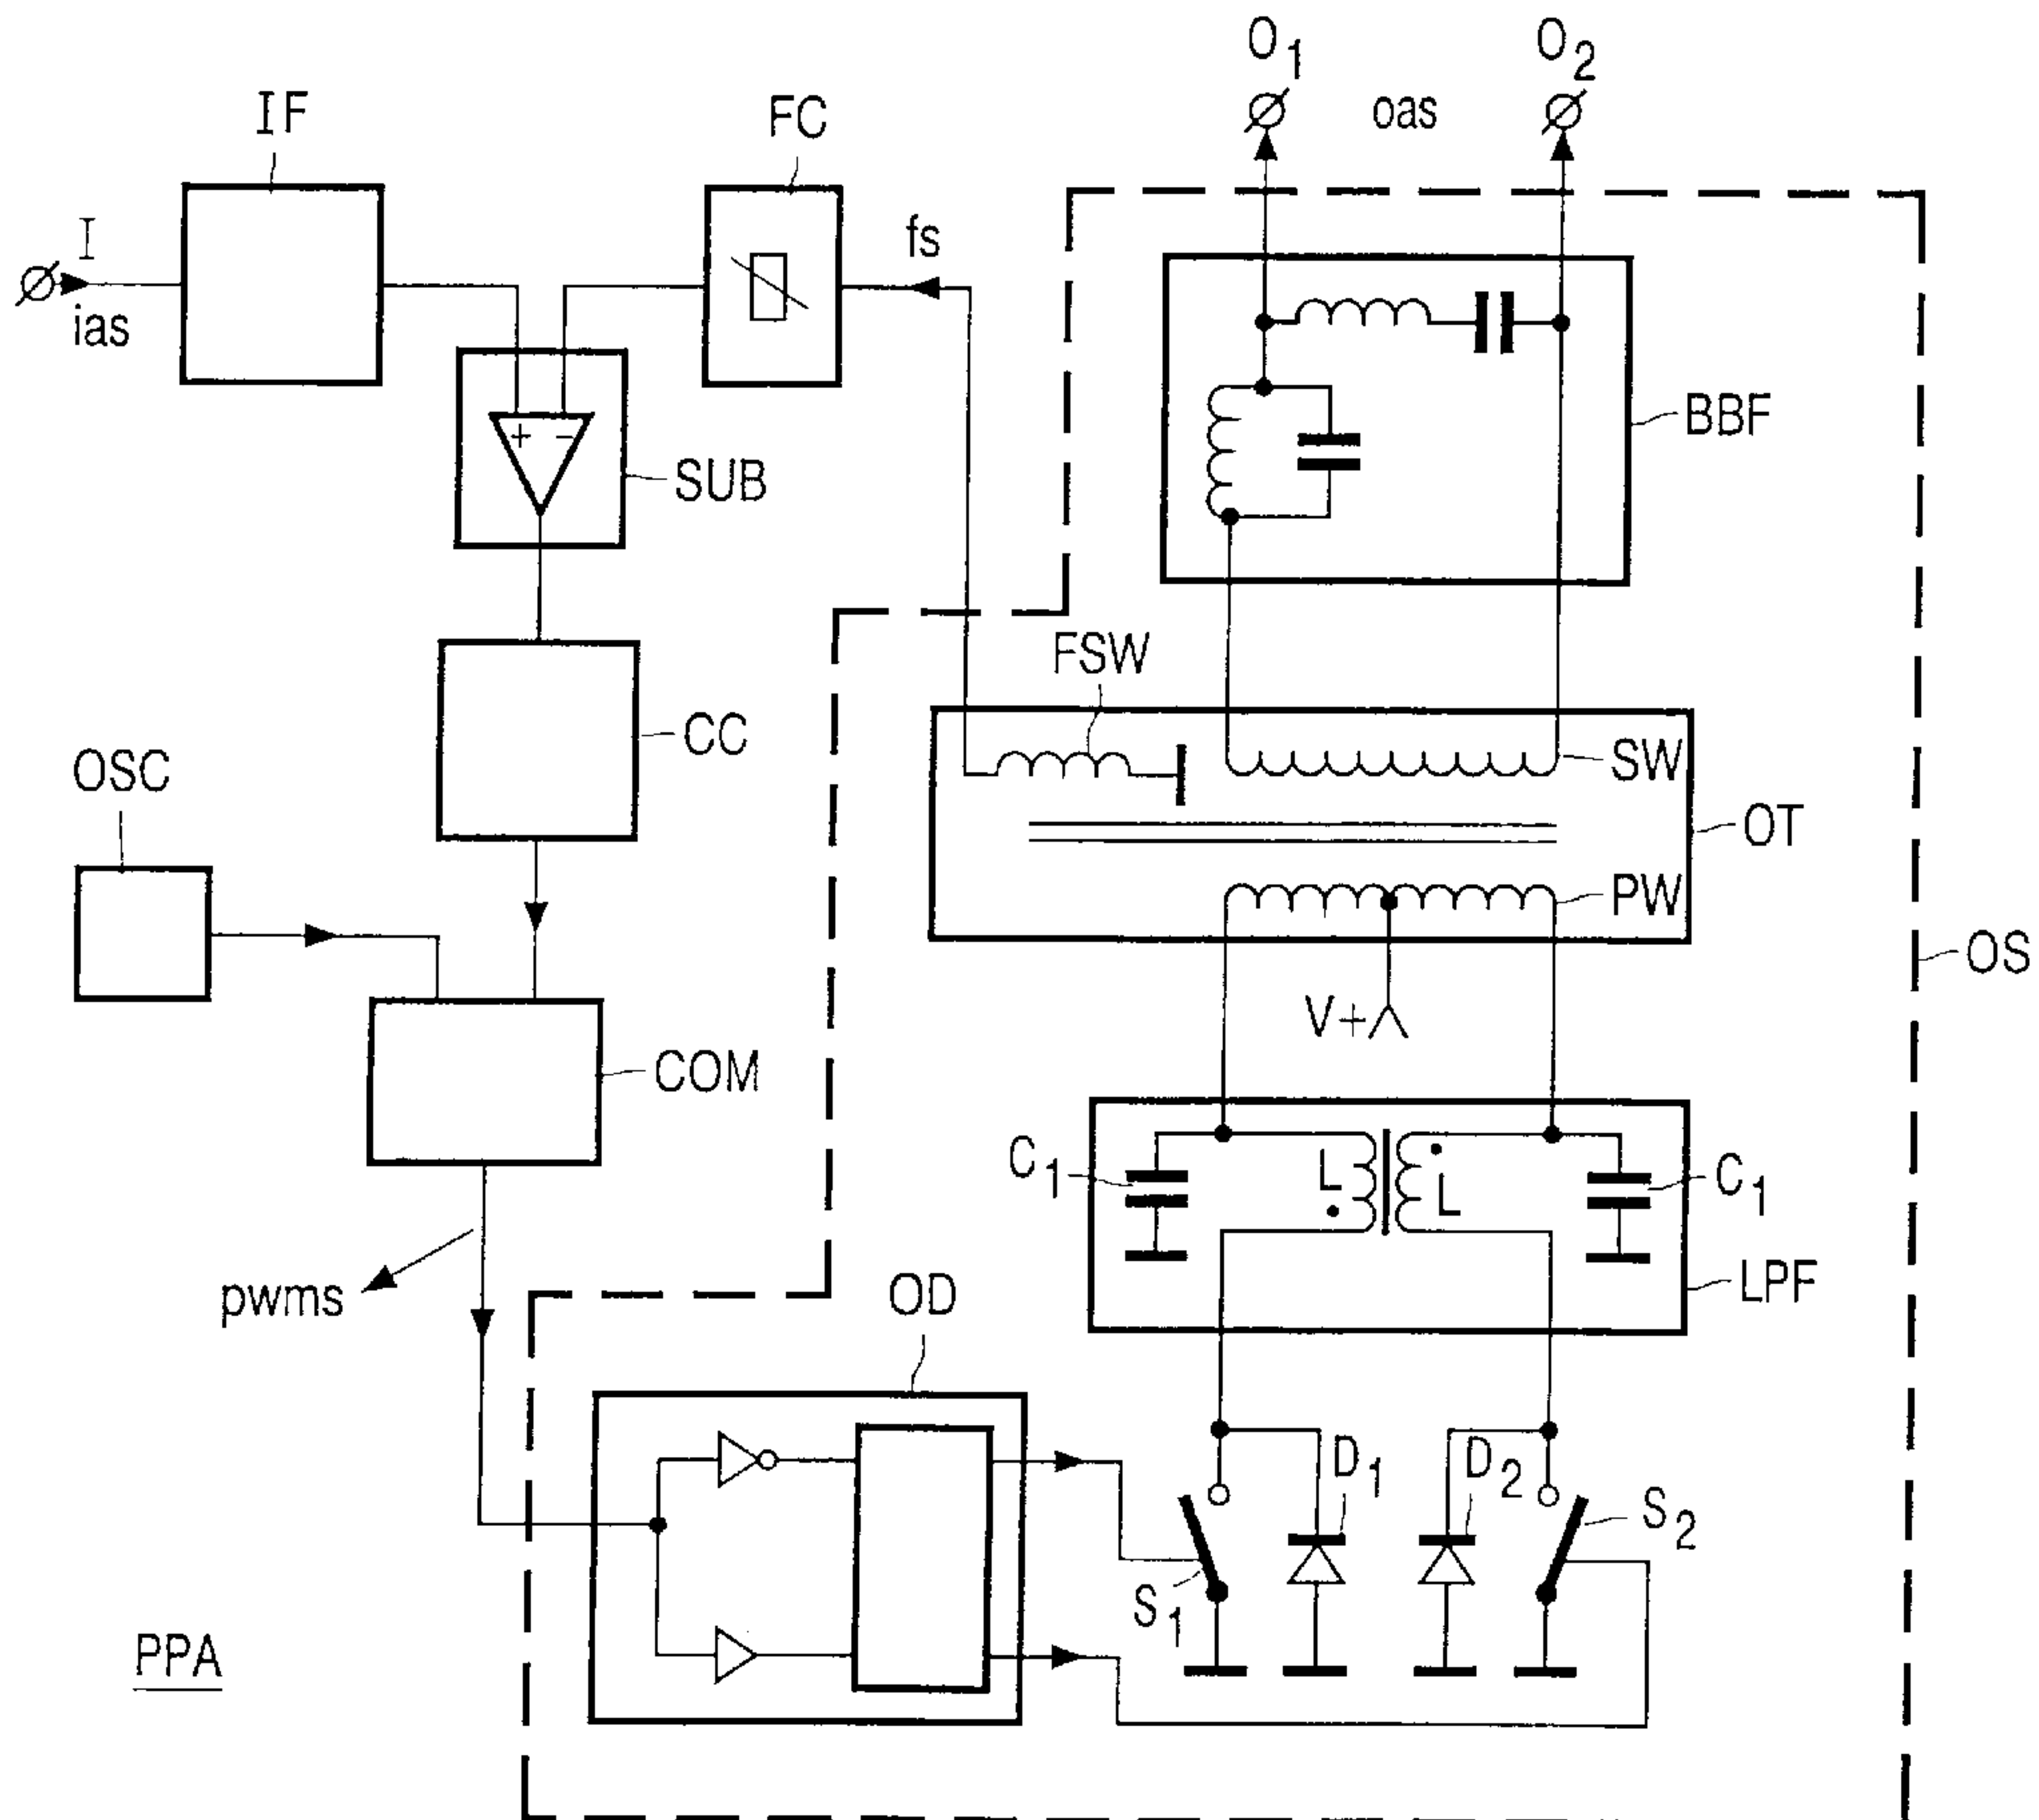 O1
O2
oas
IF
FC
I
ias
fs
+ -
SUB
BBF
FSW
CC
SW
OSC
OT
PW
OS
V+
COM
C1
L
L
C1
LPF
pwms
OD
D1
D2
S2
S1
PPA